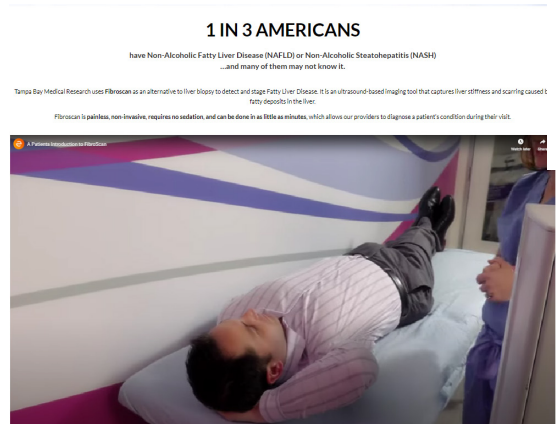 1 IN 3 AMERICANS
have Non-Alcoholic Fatty Liver Disease (NAFLD) or Non-Alcoholic Steatohepatitis (NASH)
...and many of them may not know it.
Tampa Bay Medical Research uses Fibroscan as an alternative to liver biopsy to detect and stage Fatty Liver Disease. It is an ultrasound-based imaging tool that captures liver stiffness and scarring caused
fatty deposits in the liver.
Fibroscan is painless, non-invasive, requires no sedation, and can be done in as little as minutes, which allows our providers to diagnose a patient's condition during their visit.
A Patients Introduction to FibroScan
Watch later